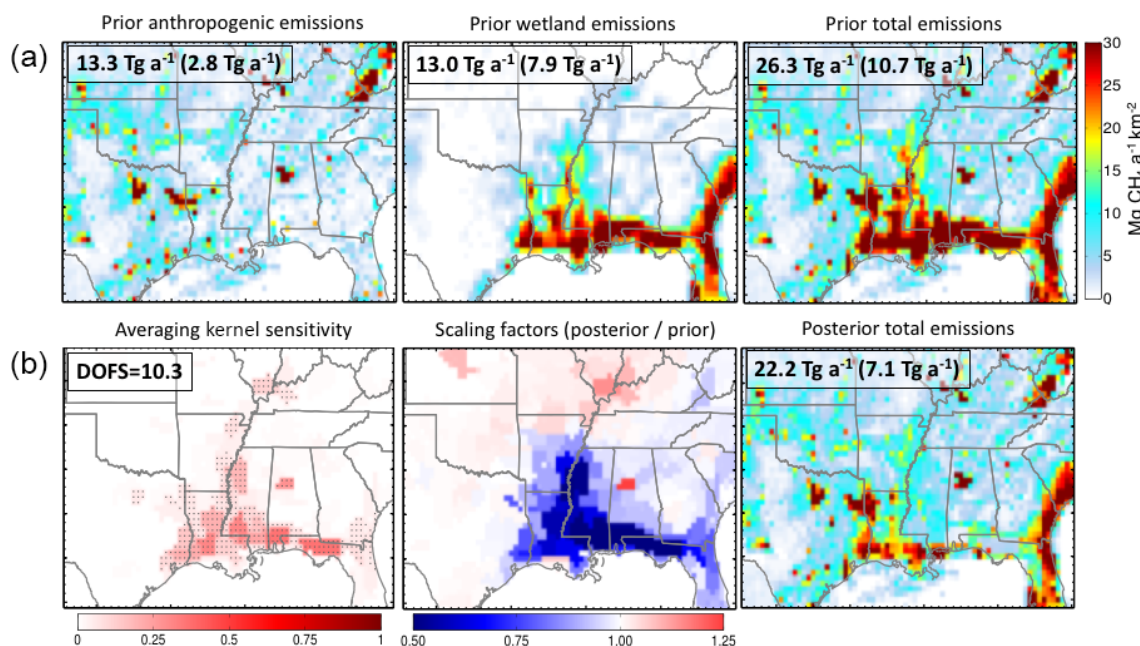 Prior anthropogenic emissions
Prior wetland emissions
Prior total emissions
(a)
13.3 Tg a⁻¹ (2.8 Tg a⁻¹)
13.0 Tg a⁻¹ (7.9 Tg a⁻¹)
26.3 Tg a⁻¹ (10.7 Tg a⁻¹)
30
25
20
15
10
5
0
Mg CH₄ a⁻¹ km⁻²
Averaging kernel sensitivity
Scaling factors (posterior / prior)
Posterior total emissions
(b)
DOFS=10.3
22.2 Tg a⁻¹ (7.1 Tg a⁻¹)
0 0.25 0.5 0.75 1
0.50 0.75 1.00 1.25